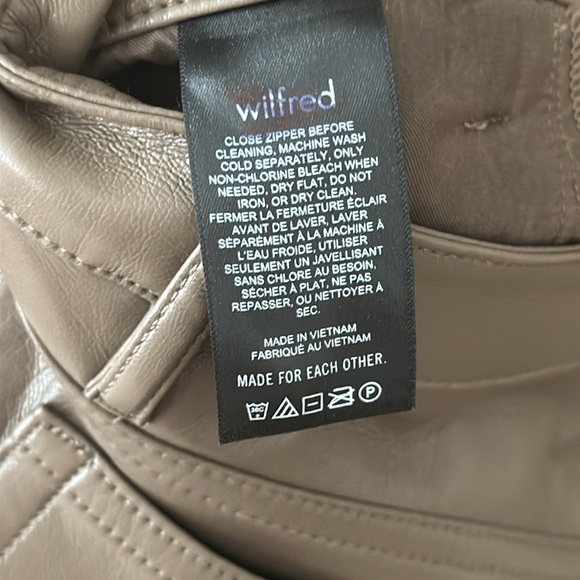 wilfred
CLOSE ZIPPER BEFORE
CLEANING, MACHINE WASH
COLD SEPARATELY, ONLY
NON-CHLORINE BLEACH WHEN
NEEDED, DRY FLAT, DO NOT
IRON, OR DRY CLEAN.
FERMER LA FERMETURE ÉCLAIR
AVANT DE LAVER, LAVER
SÉPARÉMENT À LA MACHINE À
L'EAU FROIDE, UTILISER
SEULEMENT UN JAVELLISANT
SANS CHLORE AU BESOIN.
SÉCHER À PLAT, NE PAS
REPASSER, OU NETTOYER À
SEC.
MADE IN VIETNAM
FABRIQUÉ AU VIETNAM
MADE FOR EACH OTHER.
30C P